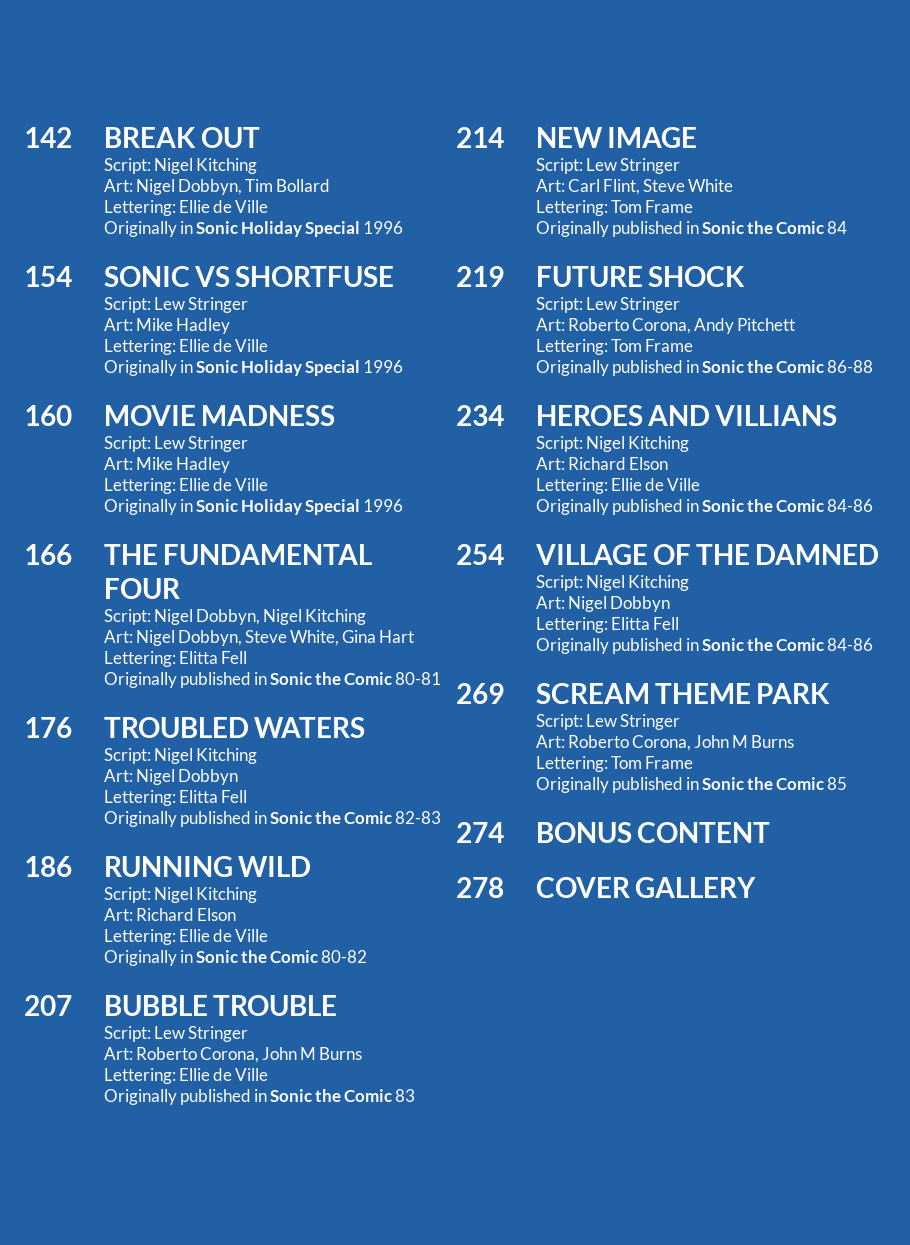 142 BREAK OUT
Script: Nigel Kitching
Art: Nigel Dobbyn, Tim Bollard
Lettering: Ellie de Ville
Originally in Sonic Holiday Special 1996
154 SONIC VS SHORTFUSE
Script: Lew Stringer
Art: Mike Hadley
Lettering: Ellie de Ville
Originally in Sonic Holiday Special 1996
160 MOVIE MADNESS
Script: Lew Stringer
Art: Mike Hadley
Lettering: Ellie de Ville
Originally in Sonic Holiday Special 1996
166 THE FUNDAMENTAL
FOUR
Script: Nigel Dobbyn, Nigel Kitching
Art: Nigel Dobbyn, Steve White, Gina Hart
Lettering: Elitta Fell
Originally published in Sonic the Comic 80-81
176 TROUBLED WATERS
Script: Nigel Kitching
Art: Nigel Dobbyn
Lettering: Elitta Fell
Originally published in Sonic the Comic 82-83
186 RUNNING WILD
Script: Nigel Kitching
Art: Richard Elson
Lettering: Ellie de Ville
Originally in Sonic the Comic 80-82
207 BUBBLE TROUBLE
Script: Lew Stringer
Art: Roberto Corona, John M Burns
Lettering: Ellie de Ville
Originally published in Sonic the Comic 83
214 NEW IMAGE
Script: Lew Stringer
Art: Carl Flint, Steve White
Lettering: Tom Frame
Originally published in Sonic the Comic 84
219 FUTURE SHOCK
Script: Lew Stringer
Art: Roberto Corona, Andy Pitchett
Lettering: Tom Frame
Originally published in Sonic the Comic 86-88
234 HEROES AND VILLIANS
Script: Nigel Kitching
Art: Richard Elson
Lettering: Ellie de Ville
Originally published in Sonic the Comic 84-86
254 VILLAGE OF THE DAMNED
Script: Nigel Kitching
Art: Nigel Dobbyn
Lettering: Elitta Fell
Originally published in Sonic the Comic 84-86
269 SCREAM THEME PARK
Script: Lew Stringer
Art: Roberto Corona, John M Burns
Lettering: Tom Frame
Originally published in Sonic the Comic 85
274 BONUS CONTENT
278 COVER GALLERY